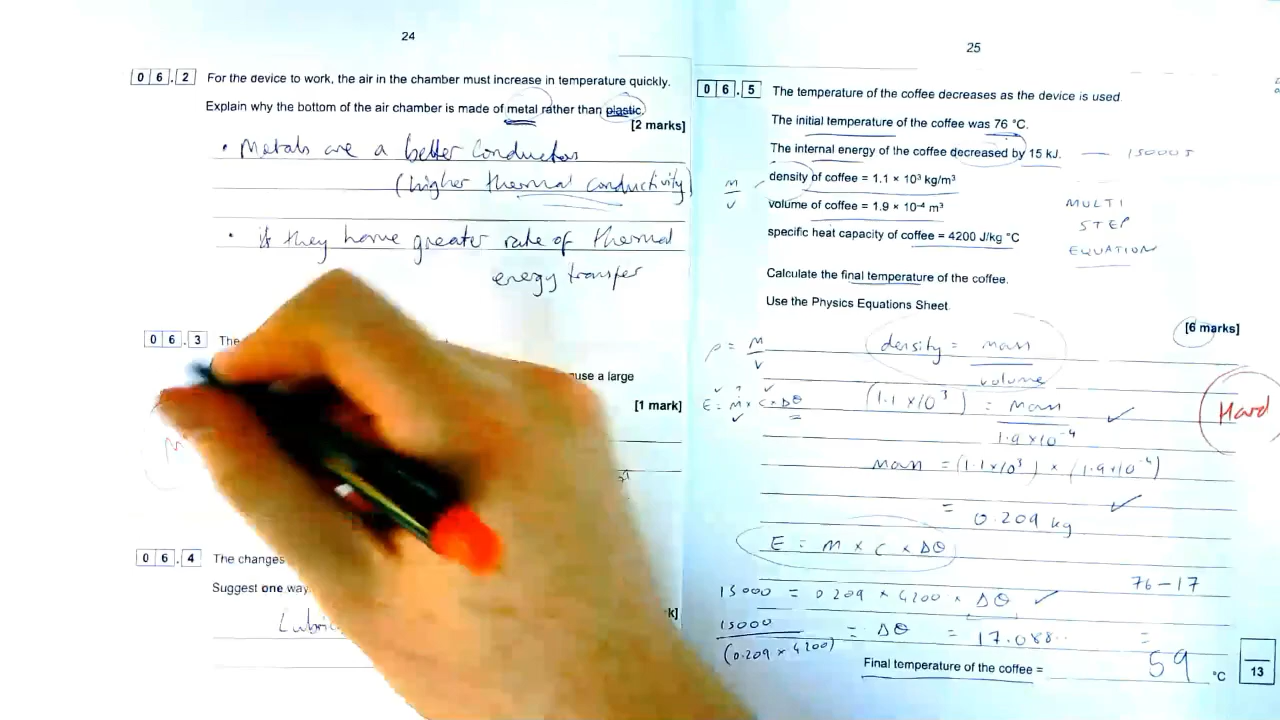 24
0 6 . 2 For the device to work, the air in the chamber must increase in temperature quickly.
Explain why the bottom of the air chamber is made of metal rather than plastic.
[2 marks]
• Metals are a better conductors
(higher thermal conductivity)
• they have greater rate of thermal
energy transfer
0 6 . 3 The
use a large
[1 mark]
0 6 . 4 The changes
Suggest one way
k]
Lubric
25
0 6 . 5 The temperature of the coffee decreases as the device is used.
The initial temperature of the coffee was 76 °C.
The internal energy of the coffee decreased by 15 kJ. — 15000J
density of coffee = 1.1 × 10³ kg/m³
m/v
volume of coffee = 1.9 × 10⁻⁴ m³
MULTI
STEP
EQUATION
specific heat capacity of coffee = 4200 J/kg °C
Calculate the final temperature of the coffee.
Use the Physics Equations Sheet.
[6 marks]
ρ = M/V
density = mass/volume
E = M × C × Δθ
(1.1 × 10³) = mass/1.9×10⁻⁴ ✓
Hard
mass = (1.1×10³) × (1.9×10⁻⁴)
= 0.209 kg ✓
E = M × C × Δθ
15000 = 0.209 × 4200 × Δθ ✓
76 – 17
15000/(0.209 × 4200) = Δθ = 17.088..
=
Final temperature of the coffee = 59 °C
13